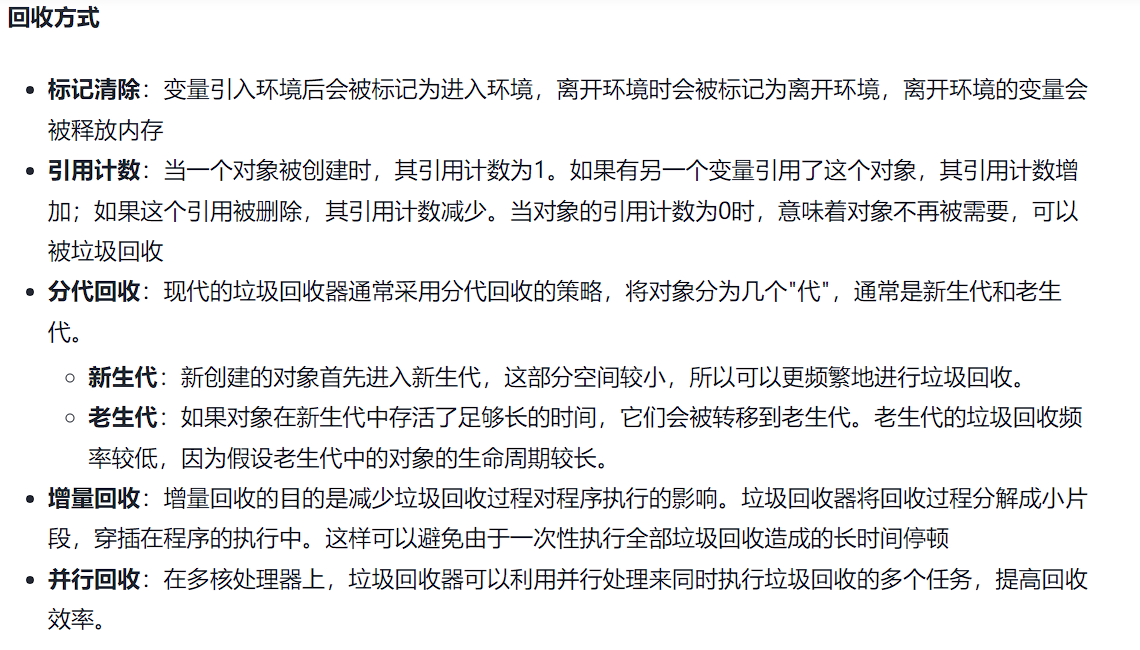 回收方式
标记清除：变量引入环境后会被标记为进入环境，离开环境时会被标记为离开环境，离开环境的变量会
被释放内存
引用计数：当一个对象被创建时，其引用计数为1。如果有另一个变量引用了这个对象，其引用计数增
加；如果这个引用被删除，其引用计数减少。当对象的引用计数为0时，意味着对象不再被需要，可以
被垃圾回收
分代回收：现代的垃圾回收器通常采用分代回收的策略，将对象分为几个"代"，通常是新生代和老生
代。
新生代：新创建的对象首先进入新生代，这部分空间较小，所以可以更频繁地进行垃圾回收。
老生代：如果对象在新生代中存活了足够长的时间，它们会被转移到老生代。老生代的垃圾回收频
率较低，因为假设老生代中的对象的生命周期较长。
增量回收：增量回收的目的是减少垃圾回收过程对程序执行的影响。垃圾回收器将回收过程分解成小片
段，穿插在程序的执行中。这样可以避免由于一次性执行全部垃圾回收造成的长时间停顿
并行回收：在多核处理器上，垃圾回收器可以利用并行处理来同时执行垃圾回收的多个任务，提高回收
效率。